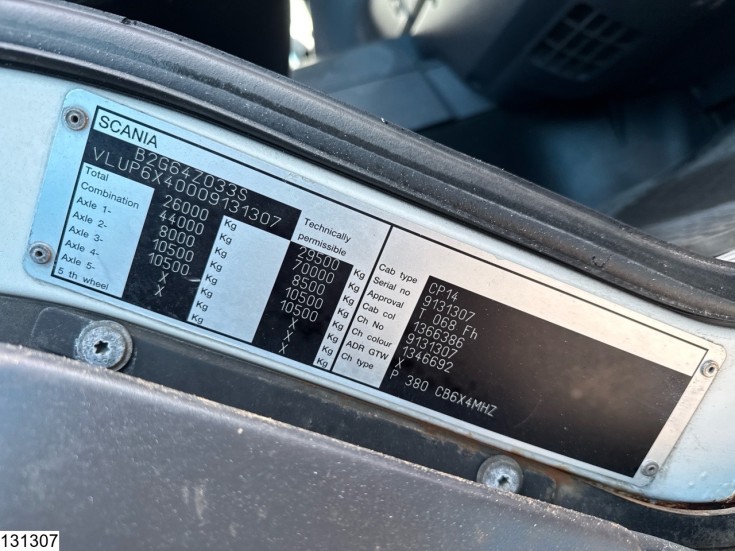 SCANIA
B2G64Z033S
VLUP6X40009131307
Technically
permissible
Total 26000 Kg 29500 Kg
Combination 44000 Kg 70000 Kg
Axle 1- 8000 Kg 8500 Kg
Axle 2- 10500 Kg 10500 Kg
Axle 3- 10500 Kg 10500 Kg
Axle 4- X Kg X Kg
Axle 5- X Kg X Kg
5 th wheel X Kg X Kg
Cab type CP14
Serial no 9131307
Approval T 068 Fh
Cab col 1366386
Ch No 9131307
Ch colour 1346692
ADR GTW X
Ch type P 380 CB6X4MHZ
131307